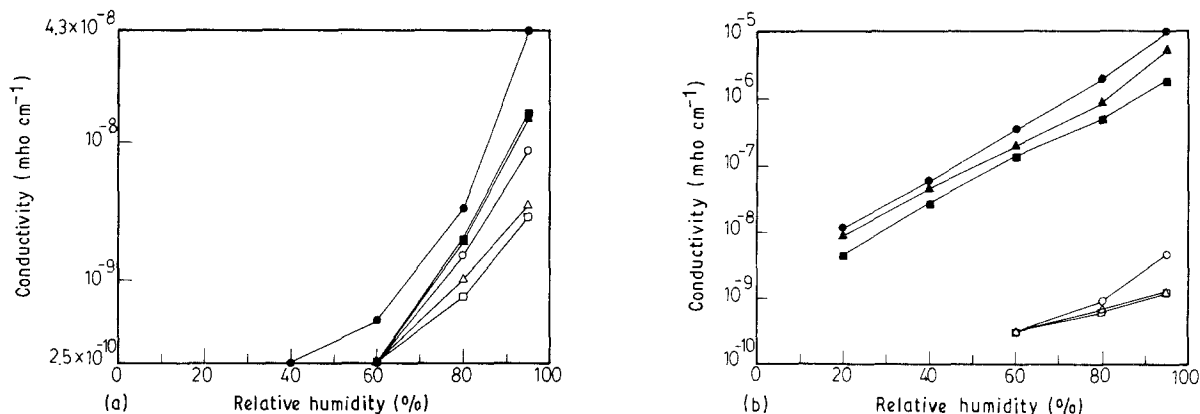 4.3×10⁻⁸
10⁻⁸
10⁻⁹
2.5×10⁻¹⁰
Conductivity (mho cm⁻¹)
0 20 40 60 80 100
(a) Relative humidity (%)
10⁻⁵
10⁻⁶
10⁻⁷
10⁻⁸
10⁻⁹
10⁻¹⁰
Conductivity (mho cm⁻¹)
0 20 40 60 80 100
(b) Relative humidity (%)